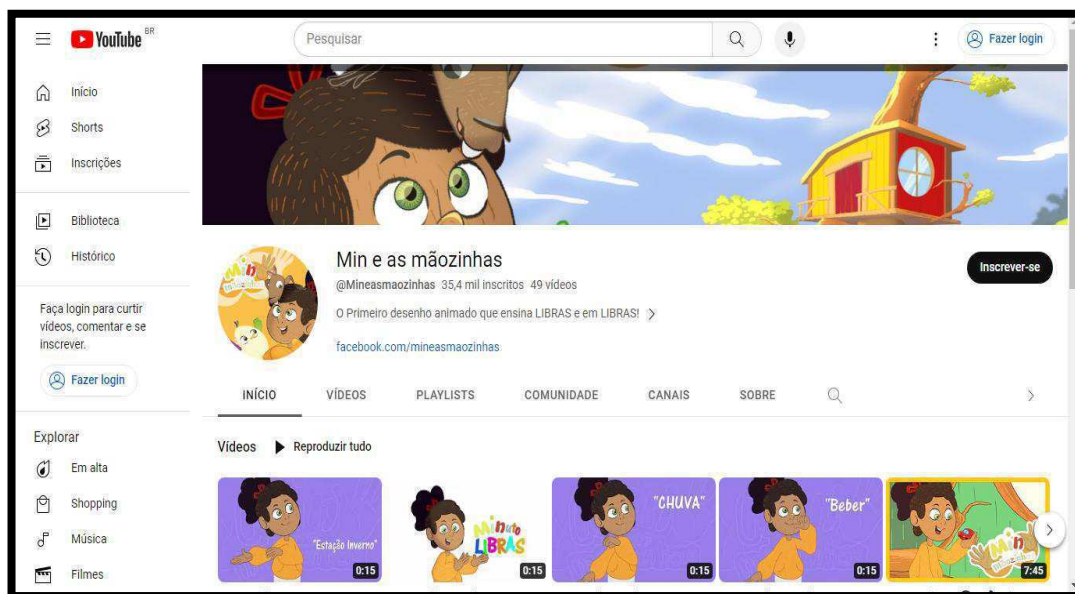 YouTube BR
Pesquisar
Fazer login
Início
Shorts
Inscrições
Biblioteca
Histórico
Faça login para curtir
vídeos, comentar e se
inscrever.
Fazer login
Explorar
Em alta
Shopping
Música
Filmes
Min e as mãozinhas
@Mineasmaozinhas 35,4 mil inscritos 49 vídeos
O Primeiro desenho animado que ensina LIBRAS e em LIBRAS!
facebook.com/mineasmaozinhas
Inscrever-se
INÍCIO VÍDEOS PLAYLISTS COMUNIDADE CANAIS SOBRE
Vídeos Reproduzir tudo
"Estação Inverno"
0:15
Minuto
LIBRAS
0:15
"CHUVA"
0:15
"Beber"
0:15
Min
7:45